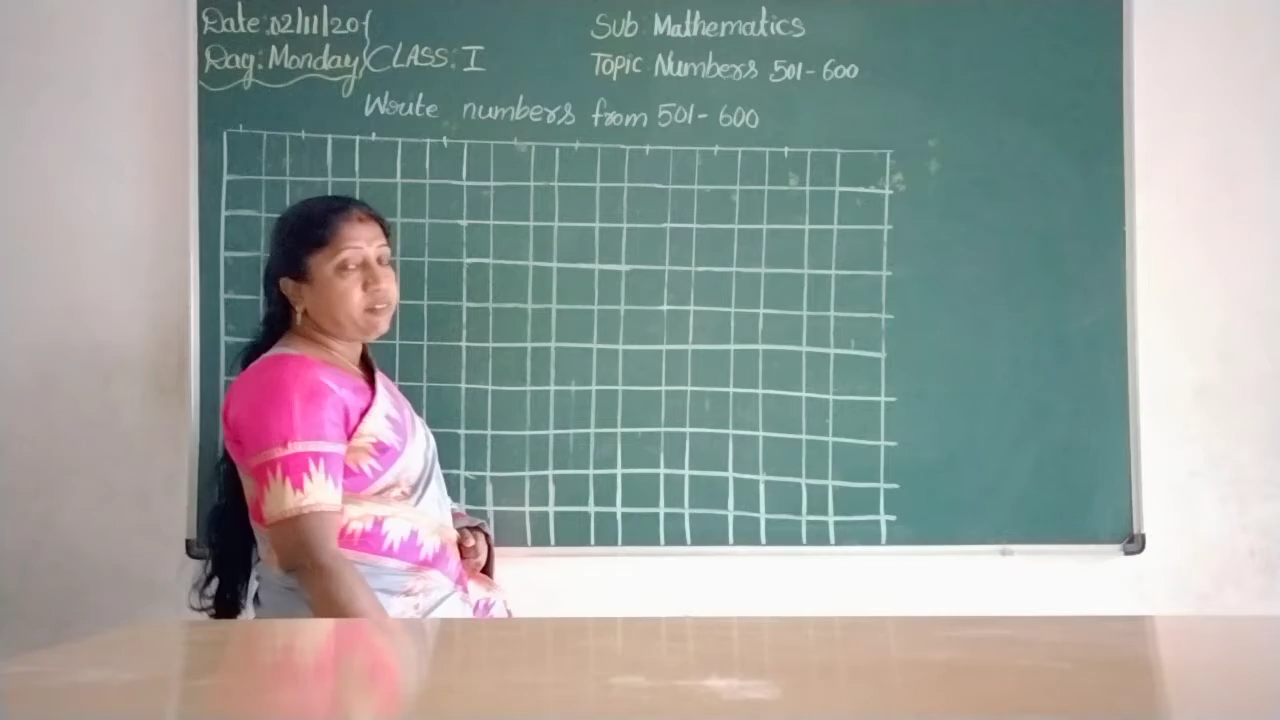 Date: 02/11/20
Sub: Mathematics
Day: Monday CLASS: I
Topic Numbers 501-600
Write numbers from 501-600